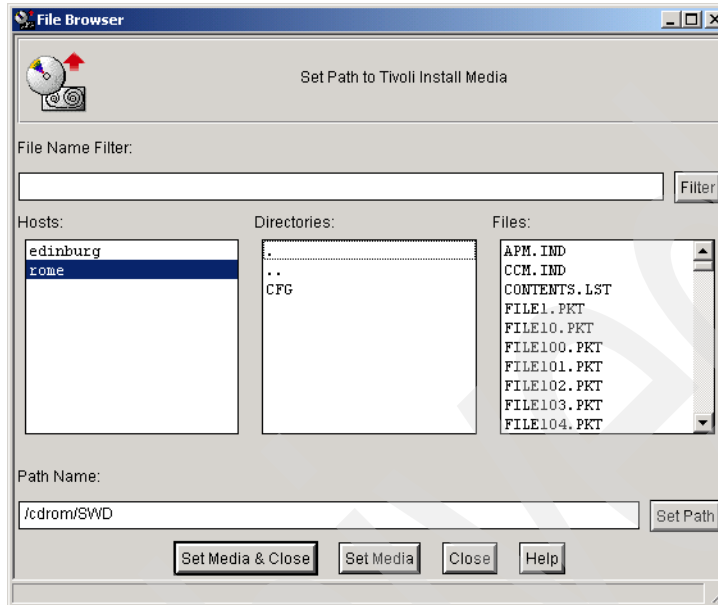 File Browser
Set Path to Tivoli Install Media
File Name Filter:
Filter
Hosts: Directories: Files:
edinburg . APM.IND
rome .. CCM.IND
CFG CONTENTS.LST
FILE1.PKT
FILE10.PKT
FILE100.PKT
FILE101.PKT
FILE102.PKT
FILE103.PKT
FILE104.PKT
Path Name:
/cdrom/SWD Set Path
Set Media & Close Set Media Close Help